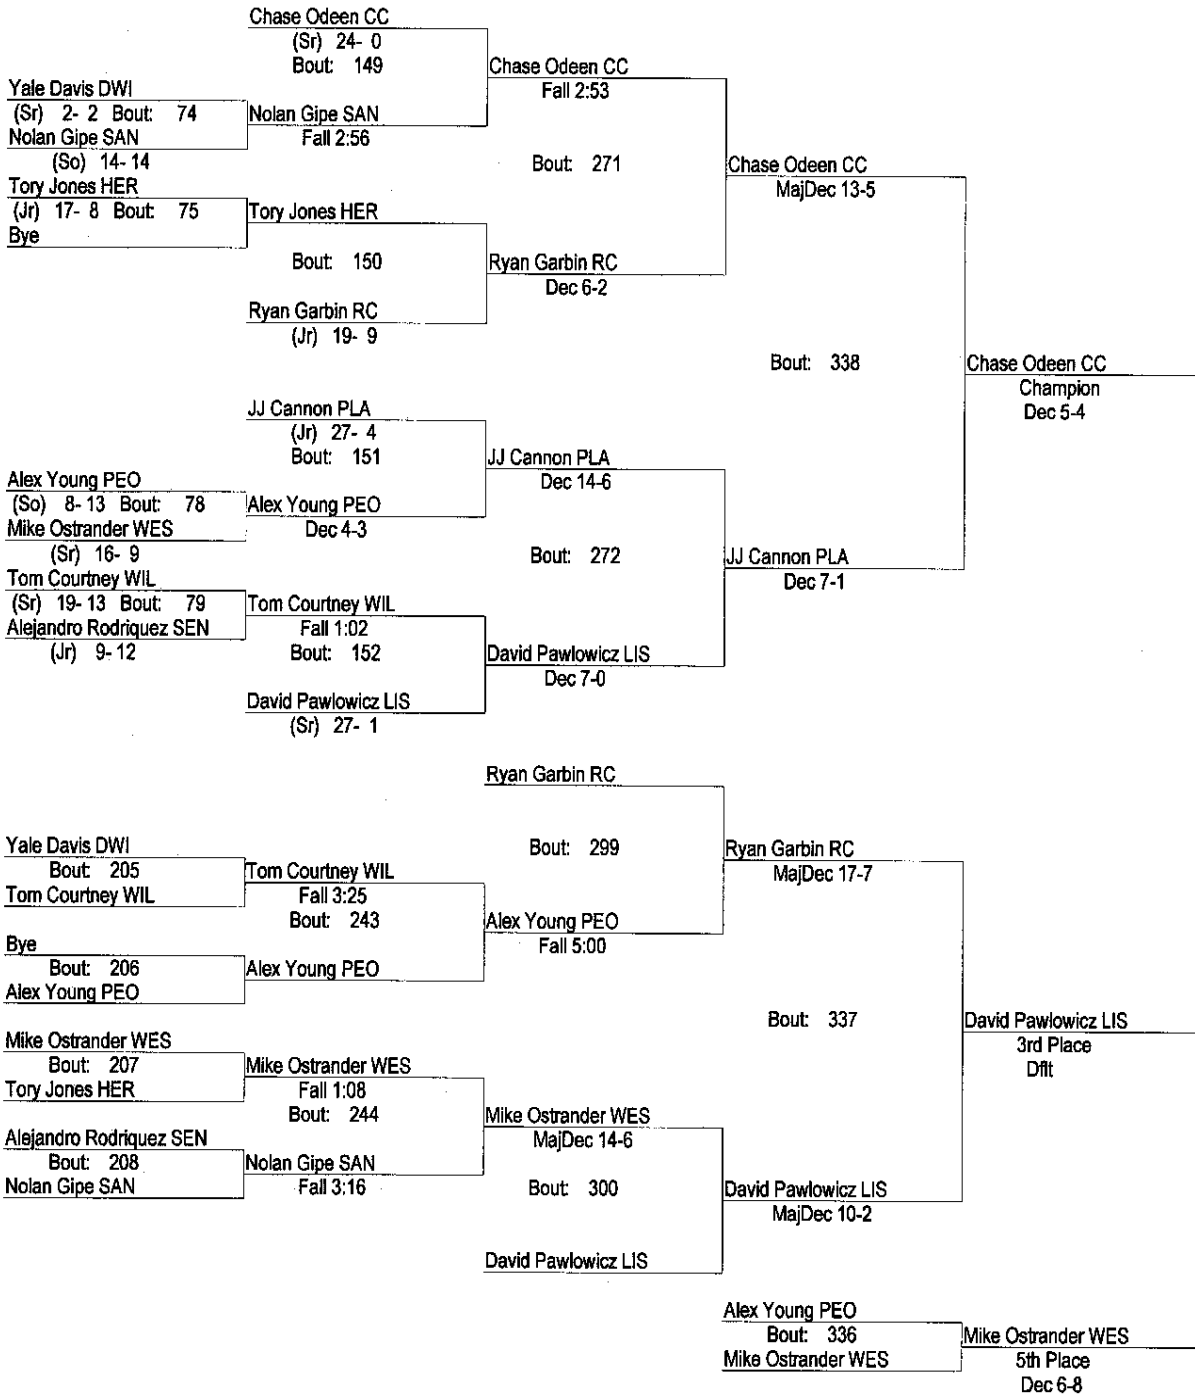 Chase Odeen CC
(Sr) 24- 0
Bout: 149
Chase Odeen CC
Fall 2:53
Yale Davis DWI
(Sr) 2- 2 Bout: 74
Nolan Gipe SAN
Fall 2:56
Nolan Gipe SAN
(So) 14- 14
Bout: 271
Chase Odeen CC
MajDec 13-5
Tory Jones HER
(Jr) 17- 8 Bout: 75
Tory Jones HER
Bye
Bout: 150
Ryan Garbin RC
Dec 6-2
Ryan Garbin RC
(Jr) 19- 9
Bout: 338
Chase Odeen CC
Champion
Dec 5-4
JJ Cannon PLA
(Jr) 27- 4
Bout: 151
JJ Cannon PLA
Dec 14-6
Alex Young PEO
(So) 8- 13 Bout: 78
Alex Young PEO
Dec 4-3
Mike Ostrander WES
(Sr) 16- 9
Bout: 272
JJ Cannon PLA
Dec 7-1
Tom Courtney WIL
(Sr) 19- 13 Bout: 79
Tom Courtney WIL
Fall 1:02
Alejandro Rodriquez SEN
(Jr) 9- 12
Bout: 152
David Pawlowicz LIS
Dec 7-0
David Pawlowicz LIS
(Sr) 27- 1
Ryan Garbin RC
Bout: 299
Ryan Garbin RC
MajDec 17-7
Yale Davis DWI
Bout: 205
Tom Courtney WIL
Tom Courtney WIL
Fall 3:25
Bout: 243
Alex Young PEO
Fall 5:00
Bye
Bout: 206
Alex Young PEO
Alex Young PEO
Bout: 337
David Pawlowicz LIS
3rd Place
Dflt
Mike Ostrander WES
Bout: 207
Tory Jones HER
Mike Ostrander WES
Fall 1:08
Bout: 244
Mike Ostrander WES
MajDec 14-6
Alejandro Rodriquez SEN
Bout: 208
Nolan Gipe SAN
Nolan Gipe SAN
Fall 3:16
Bout: 300
David Pawlowicz LIS
MajDec 10-2
David Pawlowicz LIS
Alex Young PEO
Bout: 336
Mike Ostrander WES
Mike Ostrander WES
5th Place
Dec 6-8